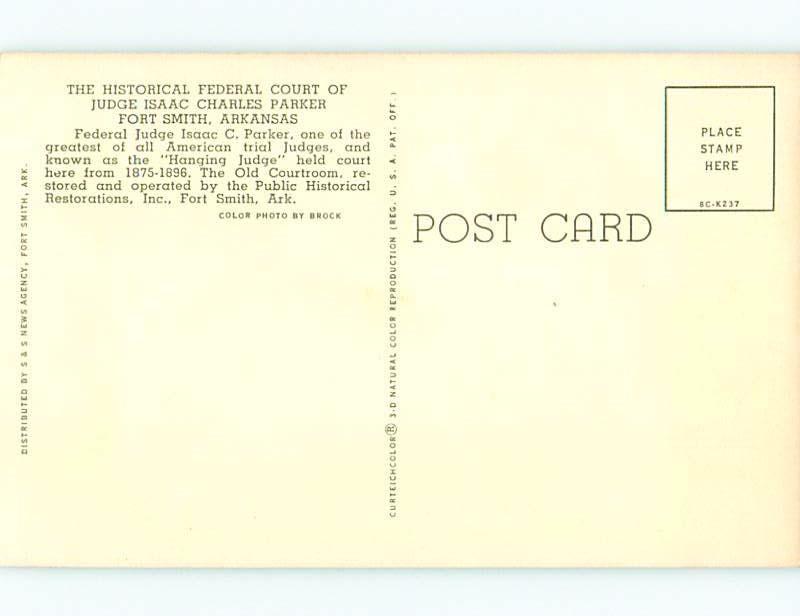 THE HISTORICAL FEDERAL COURT OF
JUDGE ISAAC CHARLES PARKER
FORT SMITH, ARKANSAS
Federal Judge Isaac C. Parker, one of the
greatest of all American trial Judges, and
known as the "Hanging Judge" held court
here from 1875-1896. The Old Courtroom, re-
stored and operated by the Public Historical
Restorations, Inc., Fort Smith, Ark.
COLOR PHOTO BY BROCK
DISTRIBUTED BY S & S NEWS AGENCY, FORT SMITH, ARK.
CURTEICHCOLOR® 3-D NATURAL COLOR REPRODUCTION (REG. U. S. A. PAT. OFF.)
POST CARD
PLACE
STAMP
HERE
8C-K237